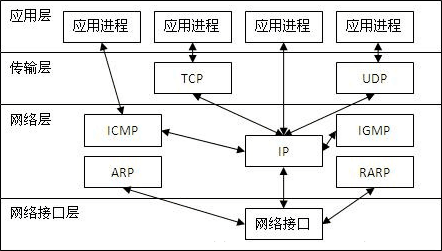 应用层 应用进程 应用进程 应用进程 应用进程
传输层 TCP UDP
网络层 ICMP IP IGMP
ARP RARP
网络接口层 网络接口